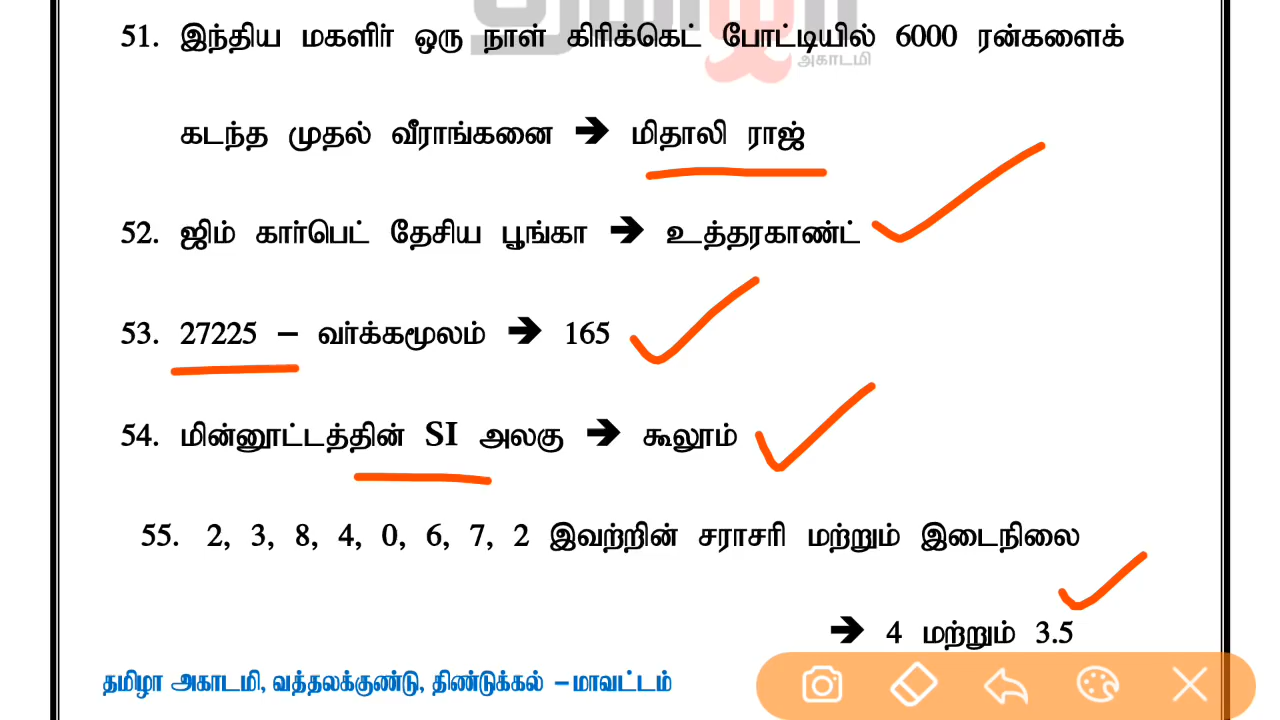 51. இந்திய மகளிர் ஒரு நாள் கிரிக்கெட் போட்டியில் 6000 ரன்களைக்
அகாடமி
கடந்த முதல் வீராங்கனை ➔ மிதாலி ராஜ்
52. ஜிம் கார்பெட் தேசிய பூங்கா ➔ உத்தரகாண்ட்
53. 27225 – வர்க்கமூலம் ➔ 165
54. மின்னூட்டத்தின் SI அலகு ➔ கூலூம்
55. 2, 3, 8, 4, 0, 6, 7, 2 இவற்றின் சராசரி மற்றும் இடைநிலை
➔ 4 மற்றும் 3.5
தமிழா அகாடமி, வத்தலக்குண்டு, திண்டுக்கல் – மாவட்டம்